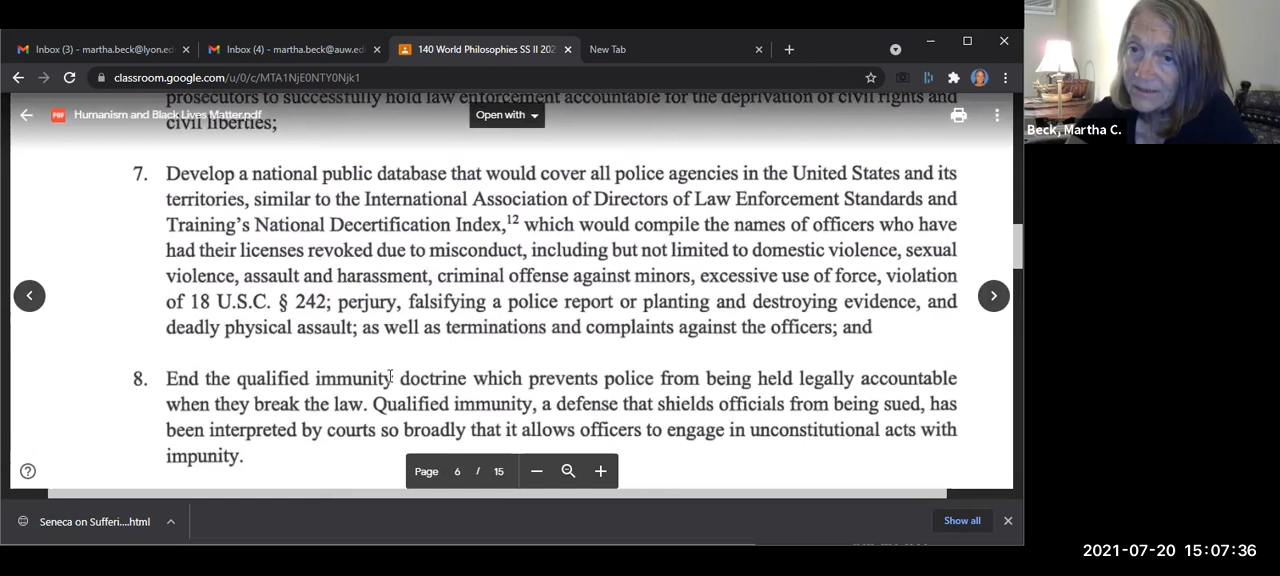 Inbox (3) - martha.beck@lyon.ed
Inbox (4) - martha.beck@auw.ed
140 World Philosophies SS II 202
New Tab
classroom.google.com/u/0/c/MTA1NjE0NTY0Njk1
Humanism and Black Lives Matter.pdf
Open with
Beck, Martha C.
prosecutors to successfully hold law enforcement accountable for the deprivation of civil rights and
civil liberties;
7. Develop a national public database that would cover all police agencies in the United States and its
territories, similar to the International Association of Directors of Law Enforcement Standards and
Training's National Decertification Index,12 which would compile the names of officers who have
had their licenses revoked due to misconduct, including but not limited to domestic violence, sexual
violence, assault and harassment, criminal offense against minors, excessive use of force, violation
of 18 U.S.C. § 242; perjury, falsifying a police report or planting and destroying evidence, and
deadly physical assault; as well as terminations and complaints against the officers; and
8. End the qualified immunity doctrine which prevents police from being held legally accountable
when they break the law. Qualified immunity, a defense that shields officials from being sued, has
been interpreted by courts so broadly that it allows officers to engage in unconstitutional acts with
impunity.
Page 6 / 15
Seneca on Sufferi....html
Show all
2021-07-20 15:07:36